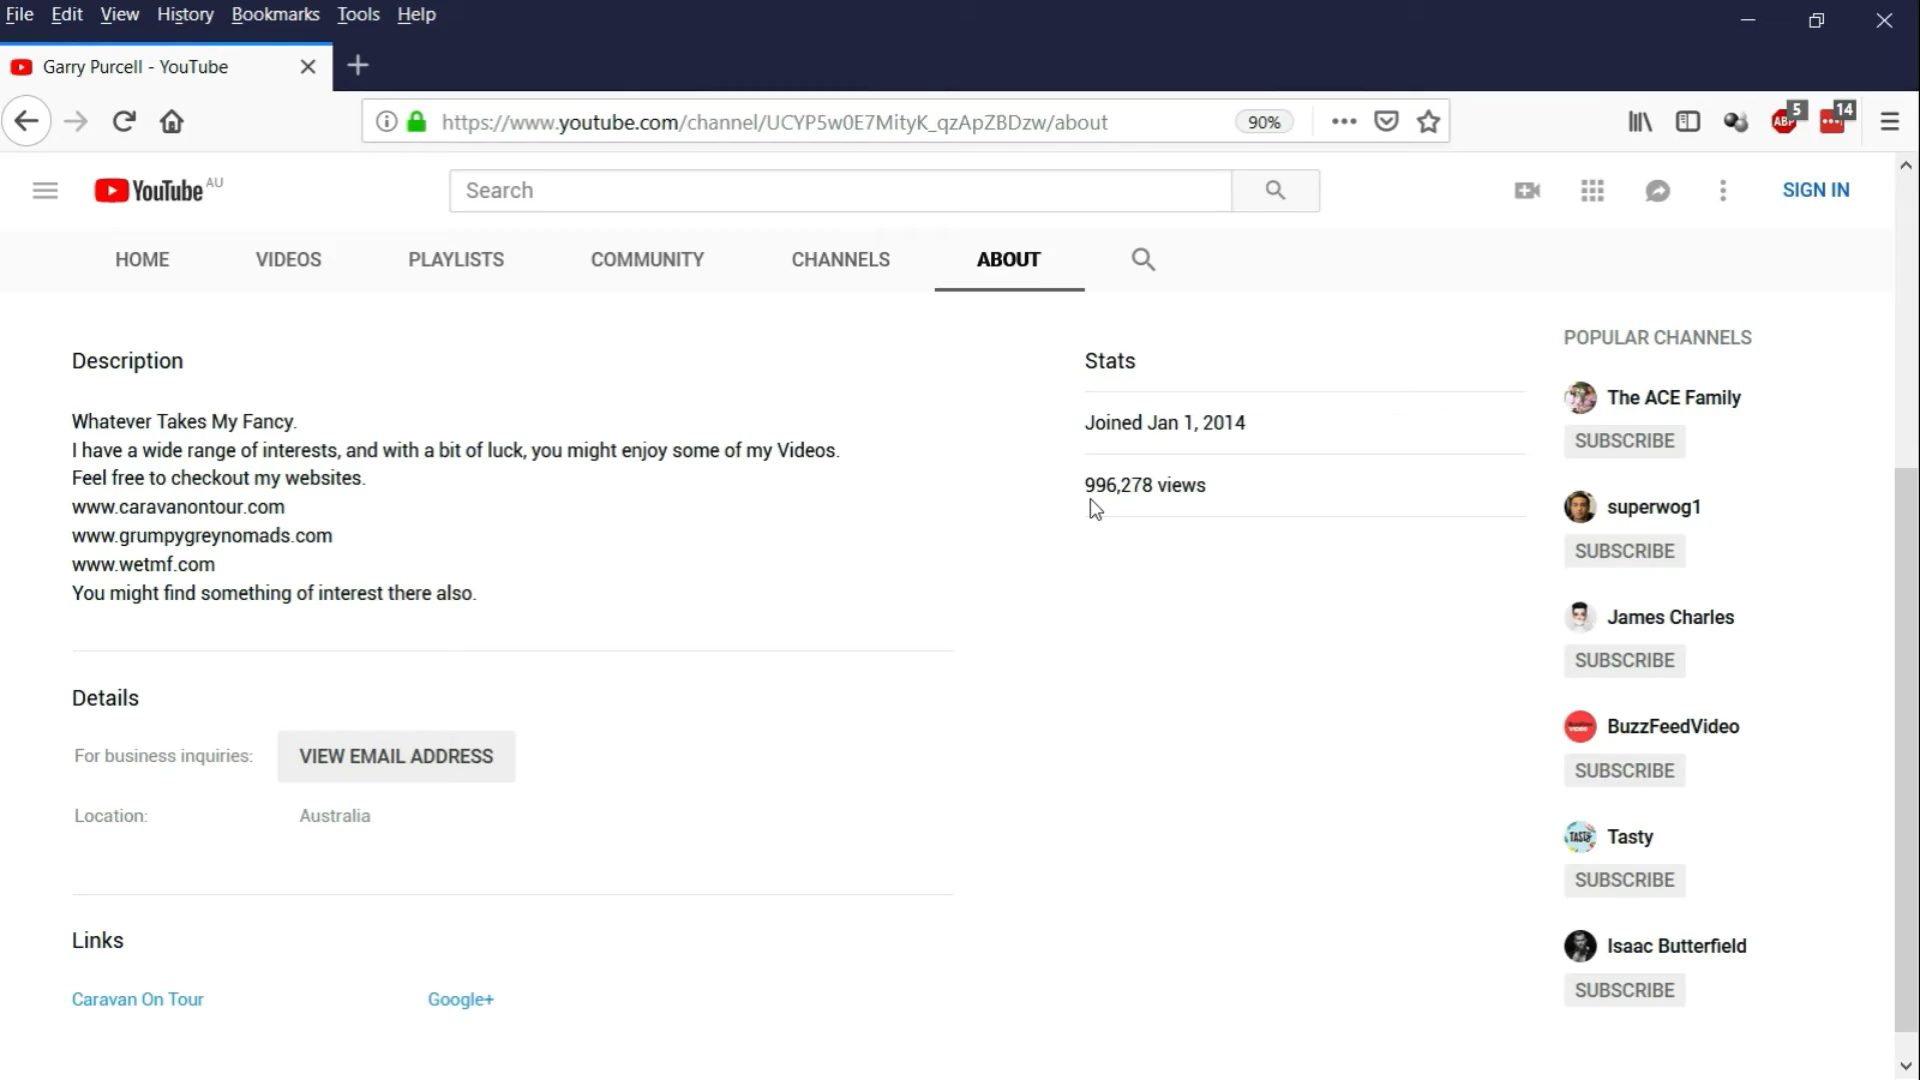 File Edit View History Bookmarks Tools Help
Garry Purcell - YouTube
https://www.youtube.com/channel/UCYP5w0E7MityK_qzApZBDzw/about
90%
ABP 5 14
YouTube AU
Search
SIGN IN
HOME VIDEOS PLAYLISTS COMMUNITY CHANNELS ABOUT
Description
Whatever Takes My Fancy.
I have a wide range of interests, and with a bit of luck, you might enjoy some of my Videos.
Feel free to checkout my websites.
www.caravanontour.com
www.grumpygreynomads.com
www.wetmf.com
You might find something of interest there also.
Details
For business inquiries: VIEW EMAIL ADDRESS
Location: Australia
Links
Caravan On Tour Google+
Stats
Joined Jan 1, 2014
996,278 views
POPULAR CHANNELS
The ACE Family
SUBSCRIBE
superwog1
SUBSCRIBE
James Charles
SUBSCRIBE
BuzzFeedVideo
SUBSCRIBE
TASTY Tasty
SUBSCRIBE
Isaac Butterfield
SUBSCRIBE